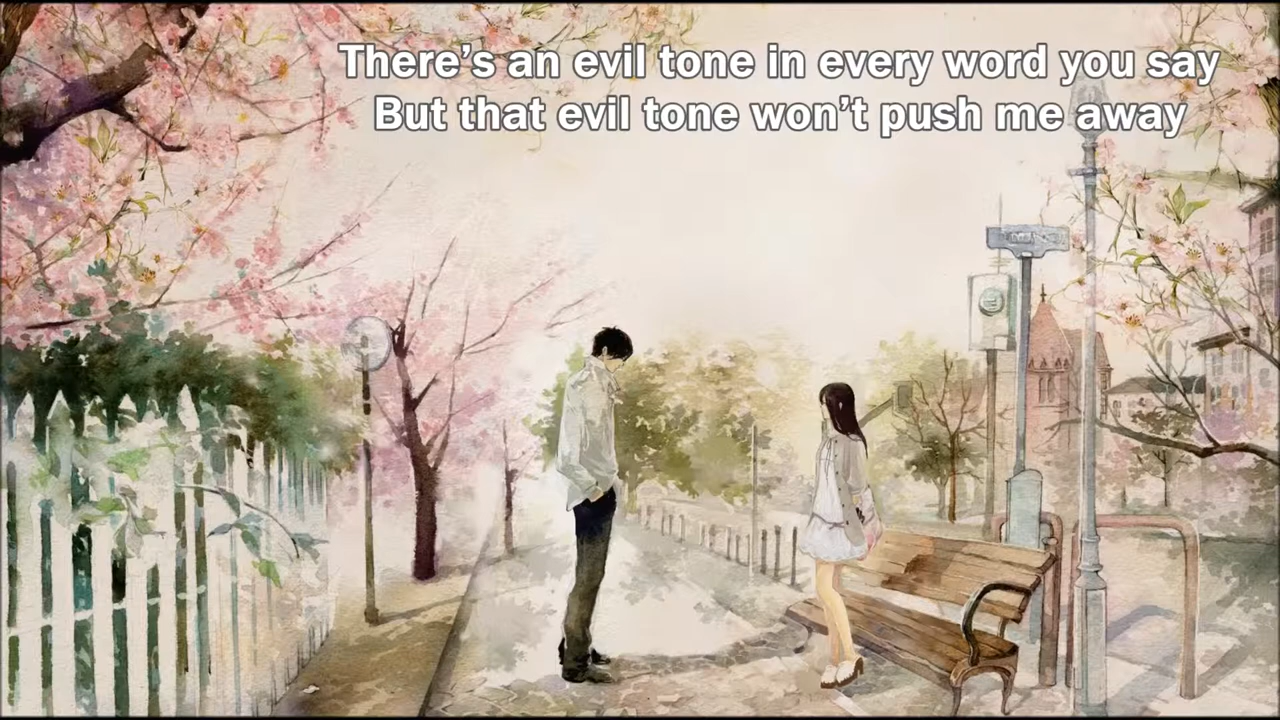 There’s an evil tone in every word you say
But that evil tone won’t push me away